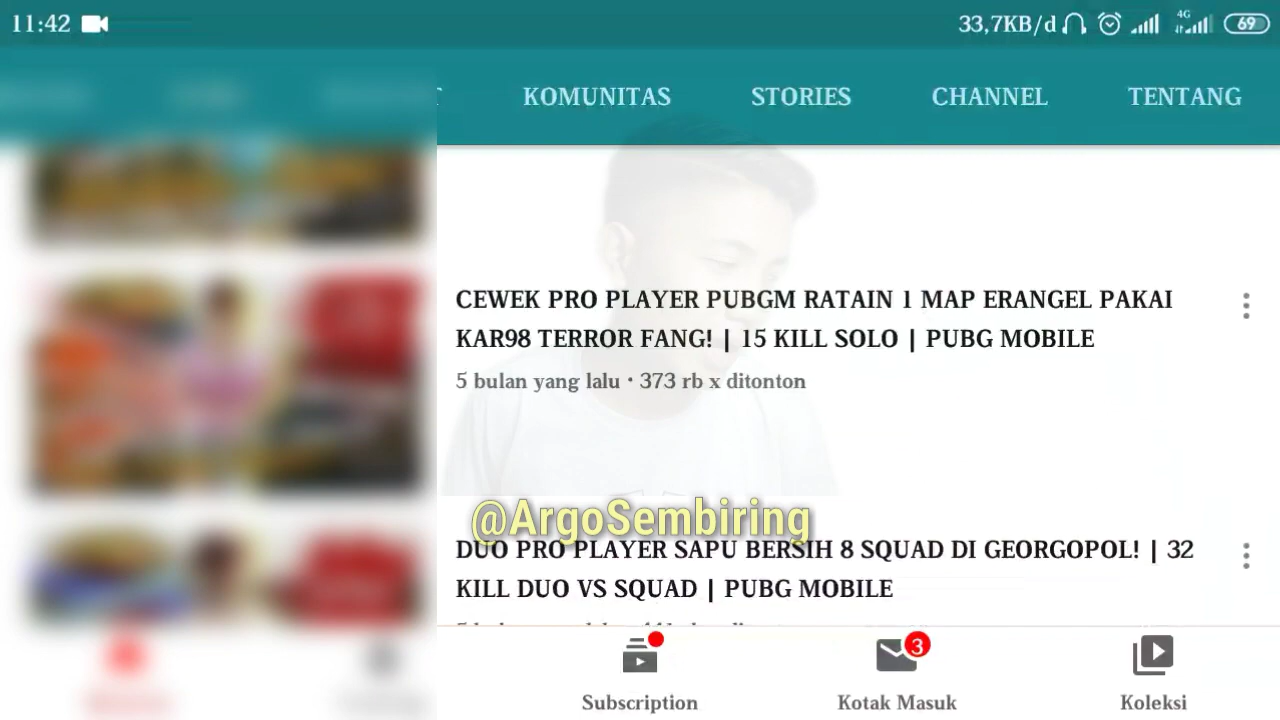 11:42
33,7KB/d
4G
69
KOMUNITAS
STORIES
CHANNEL
TENTANG
CEWEK PRO PLAYER PUBGM RATAIN 1 MAP ERANGEL PAKAI
KAR98 TERROR FANG! | 15 KILL SOLO | PUBG MOBILE
5 bulan yang lalu · 373 rb x ditonton
@ArgoSembiring
DUO PRO PLAYER SAPU BERSIH 8 SQUAD DI GEORGOPOL! | 32
KILL DUO VS SQUAD | PUBG MOBILE
3
Subscription
Kotak Masuk
Koleksi